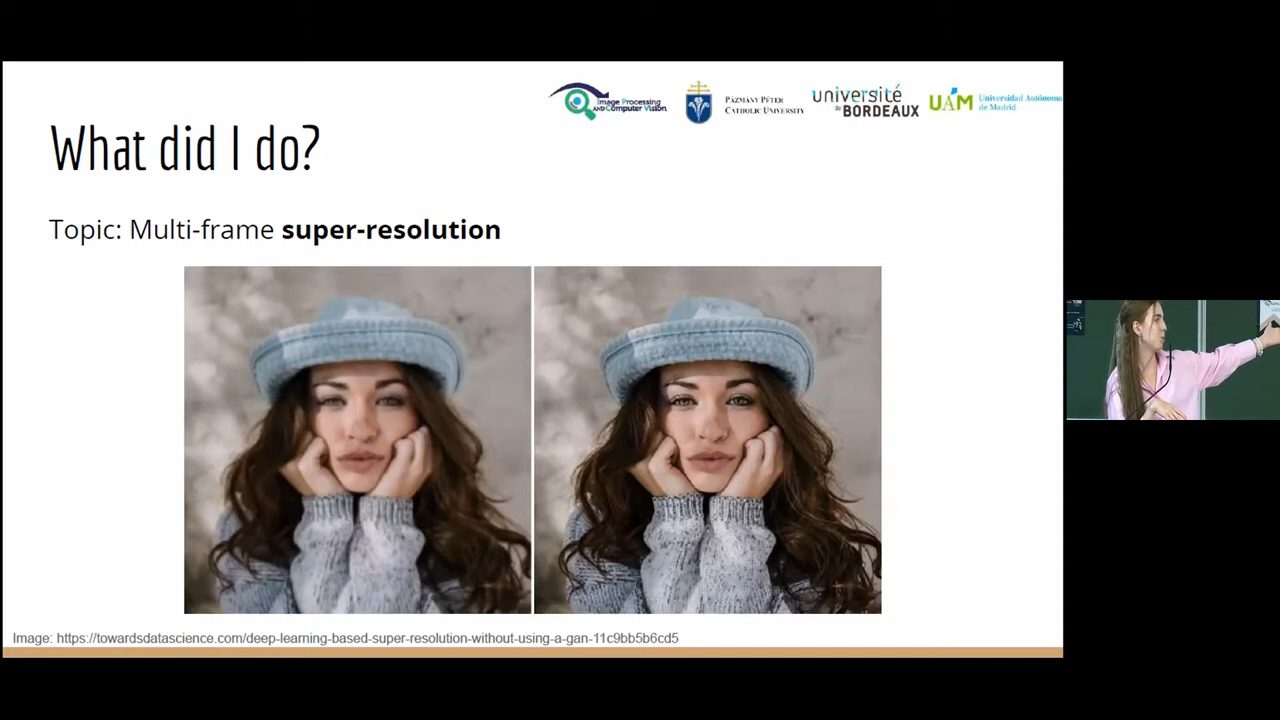 Image Processing
AND Computer Vision
PÁZMÁNY PÉTER
CATHOLIC UNIVERSITY
université
de BORDEAUX
UAM
Universidad Autónoma
de Madrid
What did I do?
Topic: Multi-frame super-resolution
Image: https://towardsdatascience.com/deep-learning-based-super-resolution-without-using-a-gan-11c9bb5b6cd5